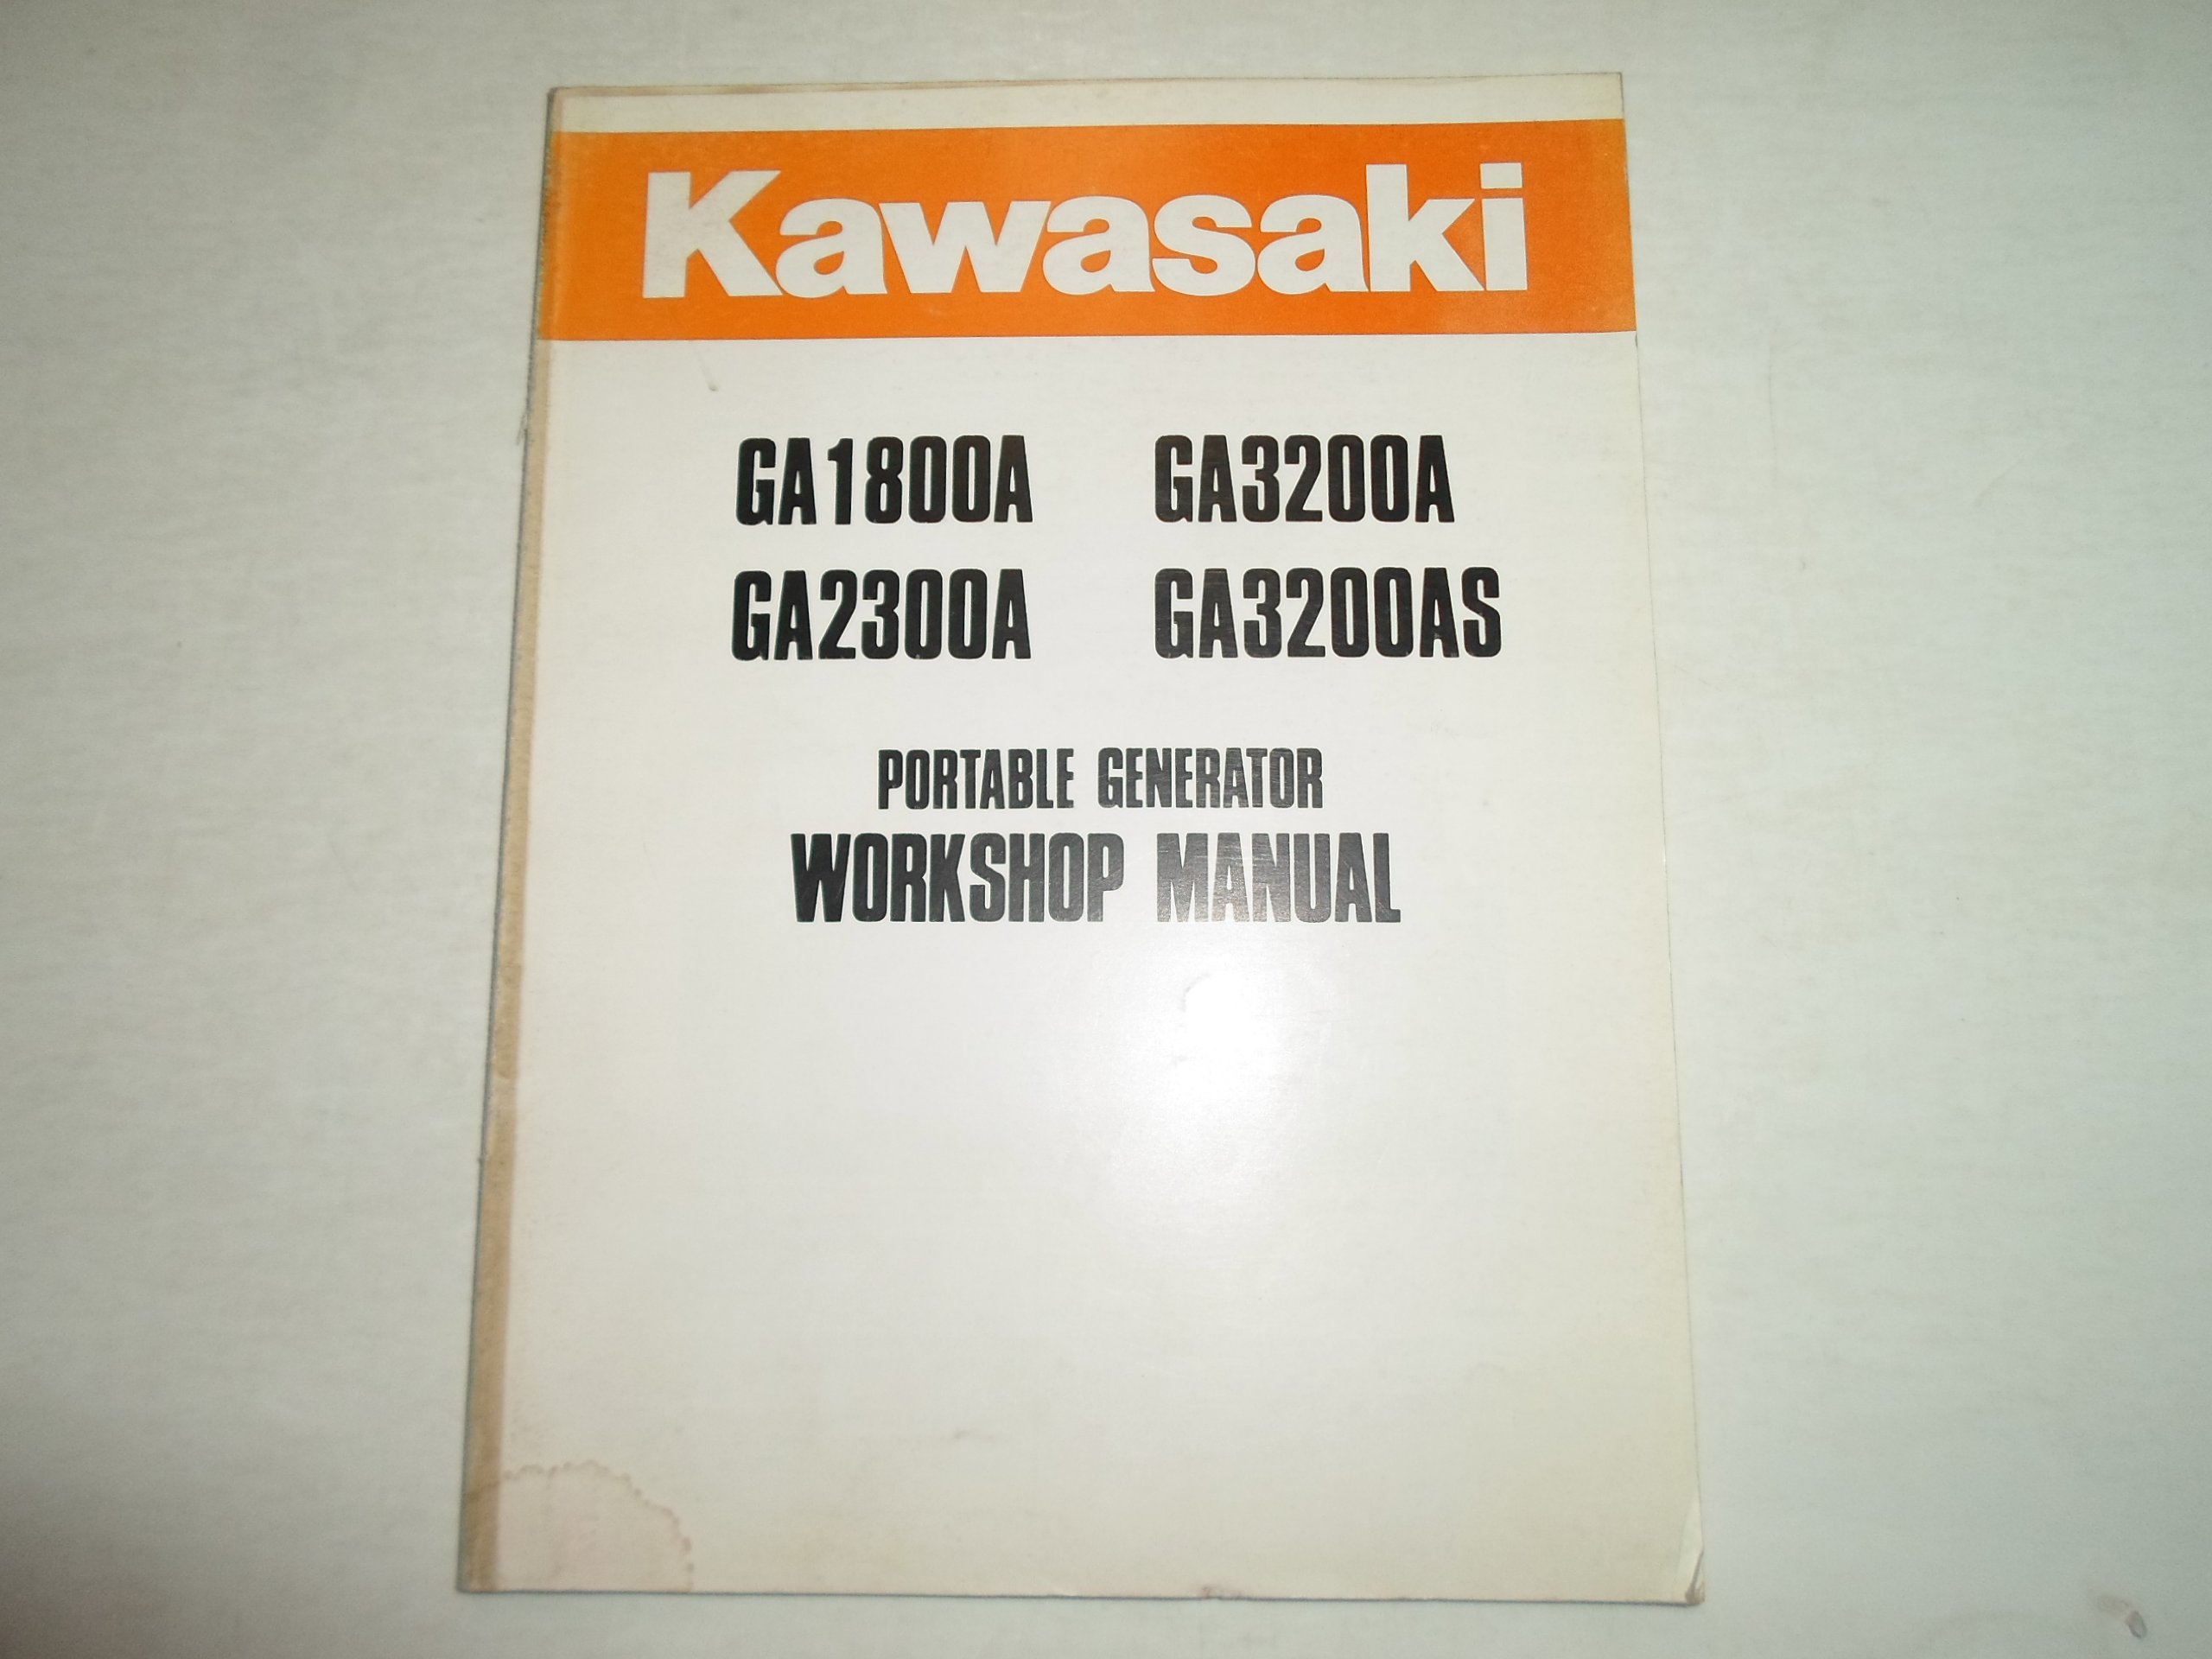 Kawasaki
GA1800A GA3200A
GA2300A GA3200AS
PORTABLE GENERATOR
WORKSHOP MANUAL